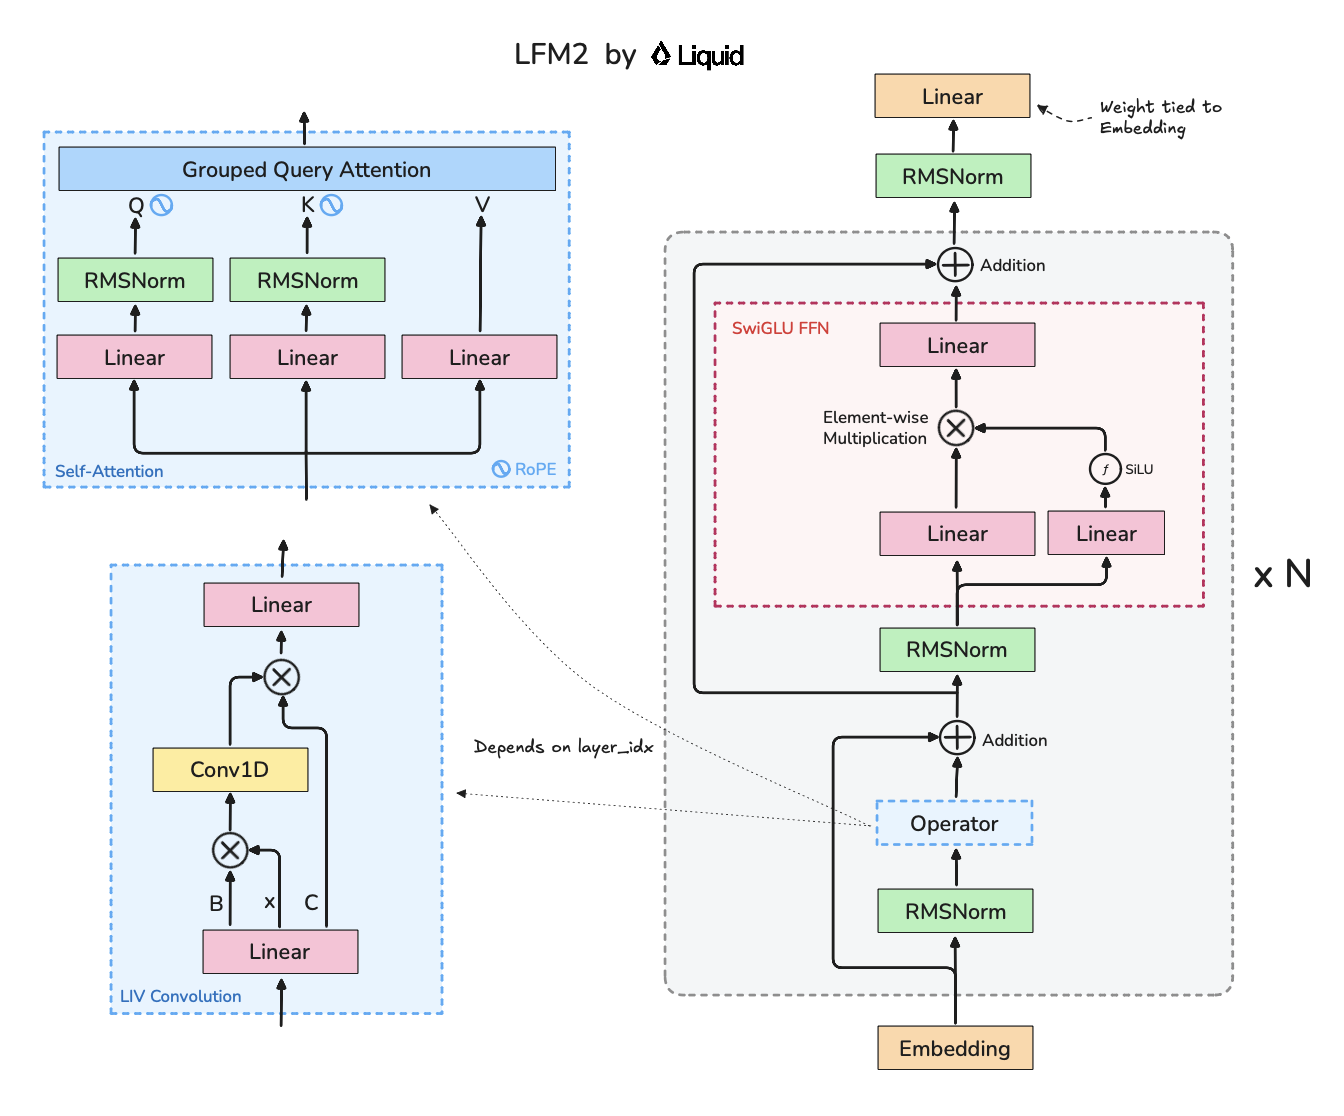 LFM2 by Liquid
Grouped Query Attention
Q
K
V
RMSNorm
RMSNorm
Linear
Linear
Linear
Self-Attention
RoPE
Linear
Conv1D
B
x
C
Linear
LIV Convolution
Depends on layer_idx
Linear
Weight tied to
Embedding
RMSNorm
Addition
SwiGLU FFN
Linear
Element-wise
Multiplication
f
SiLU
Linear
Linear
RMSNorm
Addition
Operator
RMSNorm
Embedding
x N